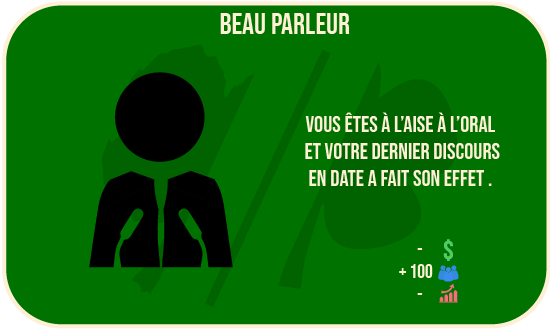 BEAU PARLEUR
VOUS ÊTES À L'AISE À L'ORAL
ET VOTRE DERNIER DISCOURS
EN DATE A FAIT SON EFFET .
- $
+ 100
-